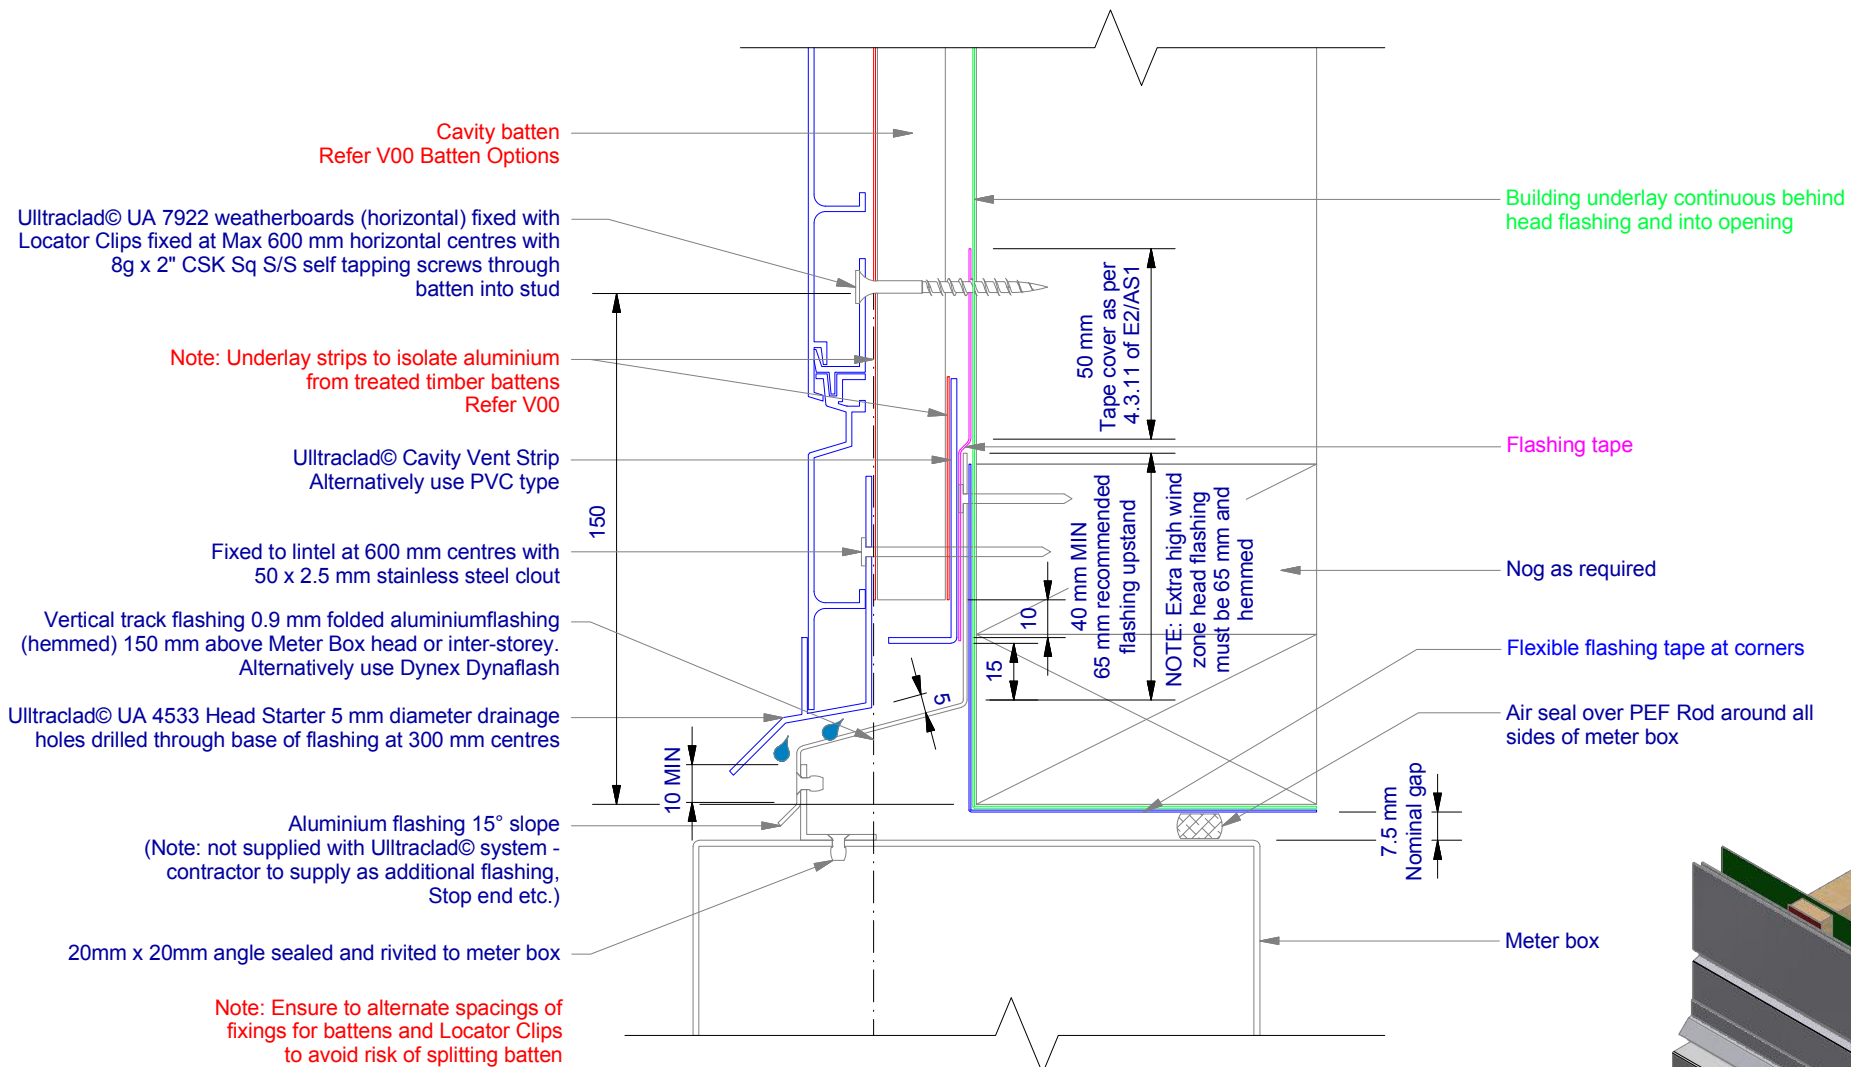 Cavity batten
Refer V00 Batten Options
Ulltraclad© UA 7922 weatherboards (horizontal) fixed with
Locator Clips fixed at Max 600 mm horizontal centres with
8g x 2" CSK Sq S/S self tapping screws through
batten into stud
Note: Underlay strips to isolate aluminium
from treated timber battens
Refer V00
Ulltraclad© Cavity Vent Strip
Alternatively use PVC type
Fixed to lintel at 600 mm centres with
50 x 2.5 mm stainless steel clout
Vertical track flashing 0.9 mm folded aluminiumflashing
(hemmed) 150 mm above Meter Box head or inter-storey.
Alternatively use Dynex Dynaflash
Ulltraclad© UA 4533 Head Starter 5 mm diameter drainage
holes drilled through base of flashing at 300 mm centres
Aluminium flashing 15° slope
(Note: not supplied with Ulltraclad© system -
contractor to supply as additional flashing,
Stop end etc.)
20mm x 20mm angle sealed and rivited to meter box
Note: Ensure to alternate spacings of
fixings for battens and Locator Clips
to avoid risk of splitting batten
150
10 MIN
5
15
10
50 mm
Tape cover as per
4.3.11 of E2/AS1
40 mm MIN
65 mm recommended
flashing upstand
NOTE: Extra high wind
zone head flashing
must be 65 mm and
hemmed
7.5 mm
Nominal gap
Building underlay continuous behind
head flashing and into opening
Flashing tape
Nog as required
Flexible flashing tape at corners
Air seal over PEF Rod around all
sides of meter box
Meter box